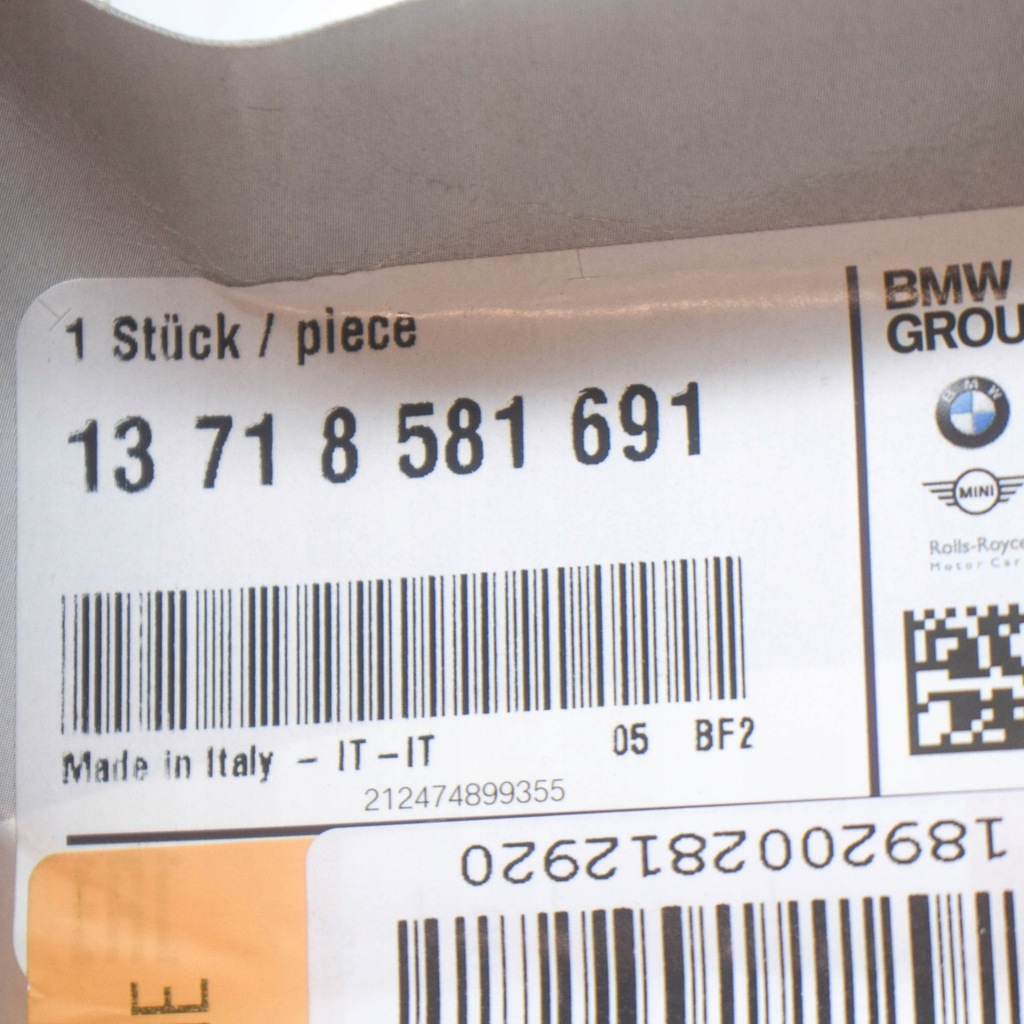 1 Stück / piece
13 71 8 581 691
Made in Italy – IT – IT 05 BF2
212474899355
BMW
GROU
BMW
MINI
Rolls-Royce
Motor Car
1892002812920